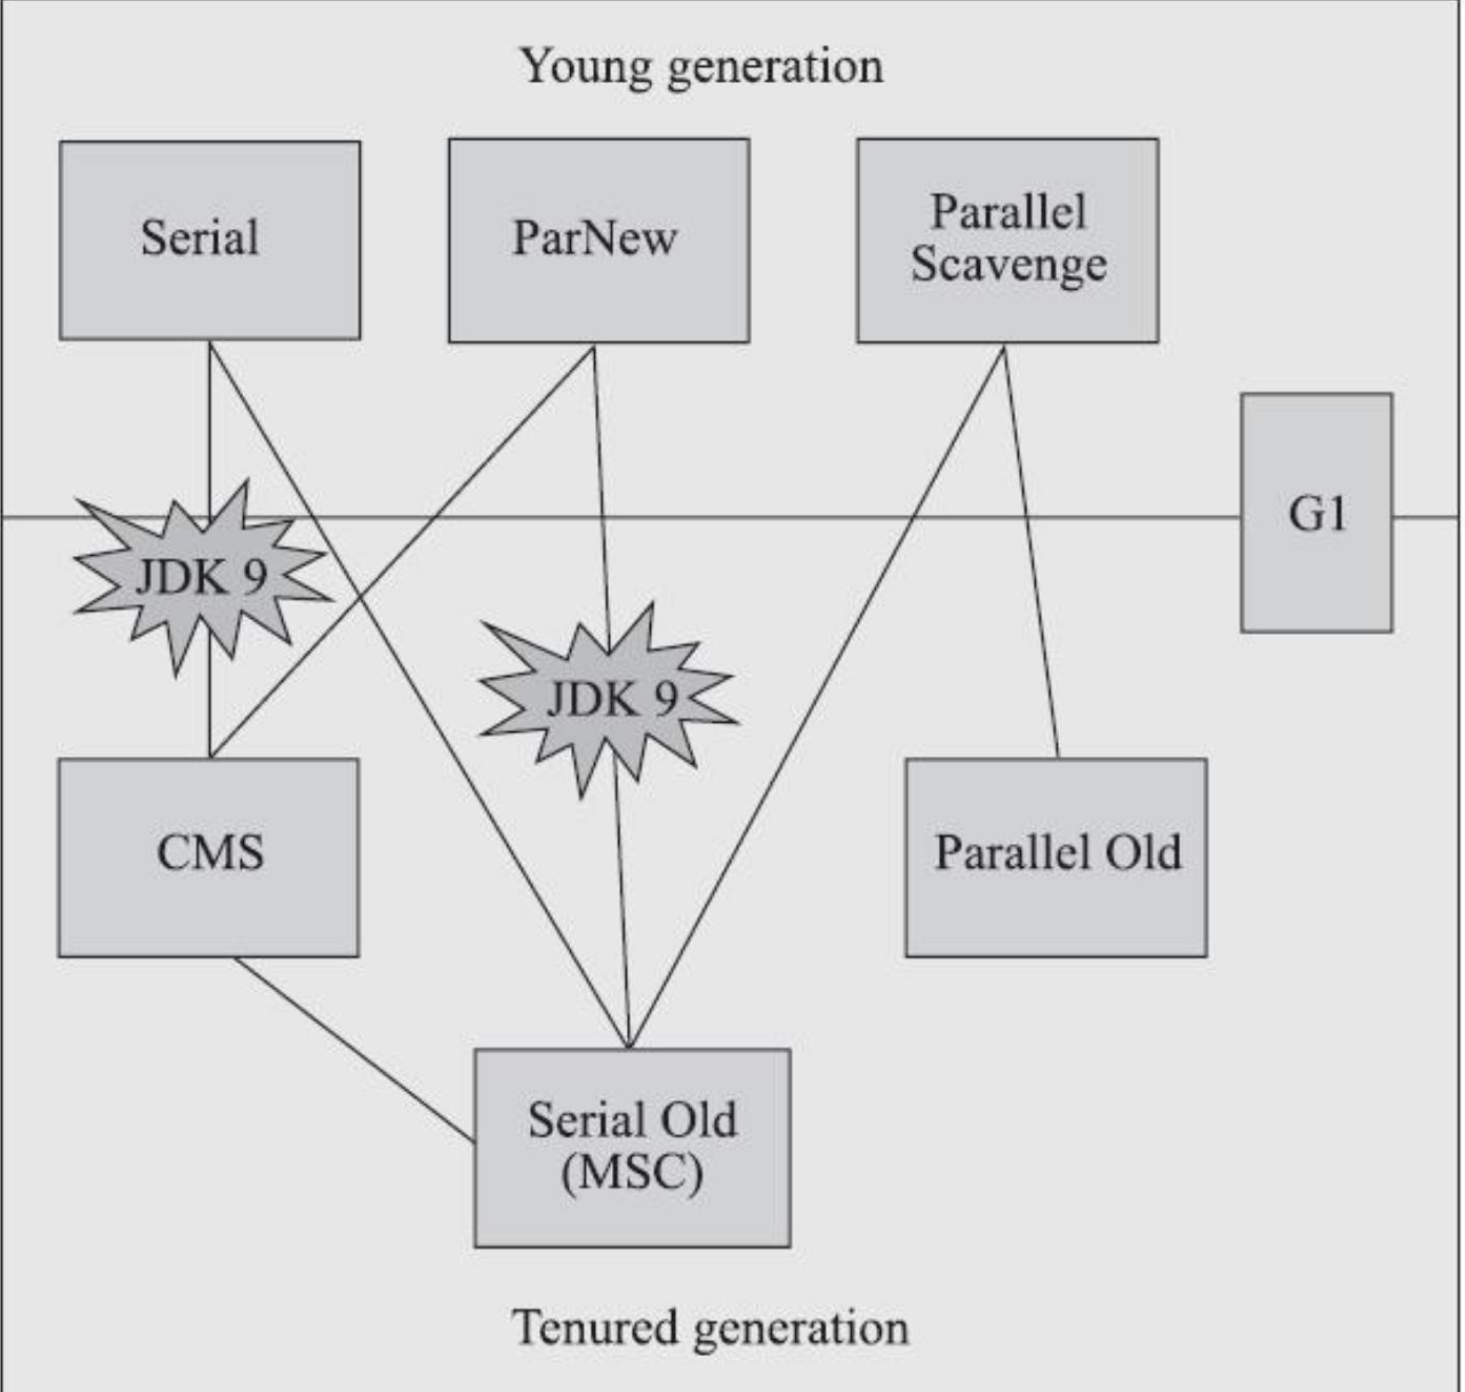 Young generation
Serial
ParNew
Parallel
Scavenge
G1
JDK 9
JDK 9
CMS
Parallel Old
Serial Old
(MSC)
Tenured generation